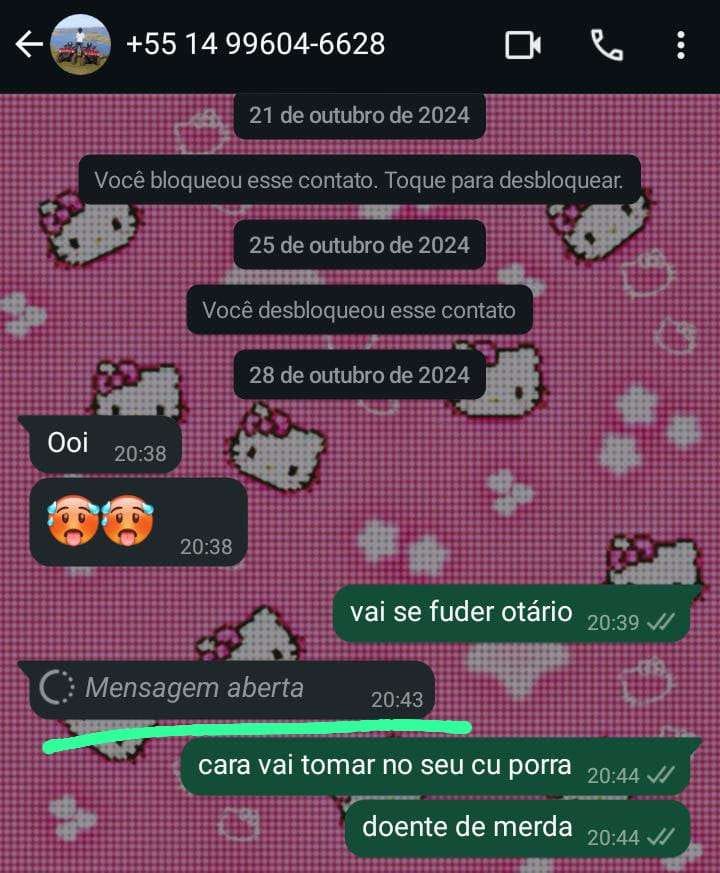 +55 14 99604-6628
21 de outubro de 2024
Você bloqueou esse contato. Toque para desbloquear.
25 de outubro de 2024
Você desbloqueou esse contato
28 de outubro de 2024
Ooi 20:38
🥵🥵 20:38
vai se fuder otário 20:39
Mensagem aberta 20:43
cara vai tomar no seu cu porra 20:44
doente de merda 20:44